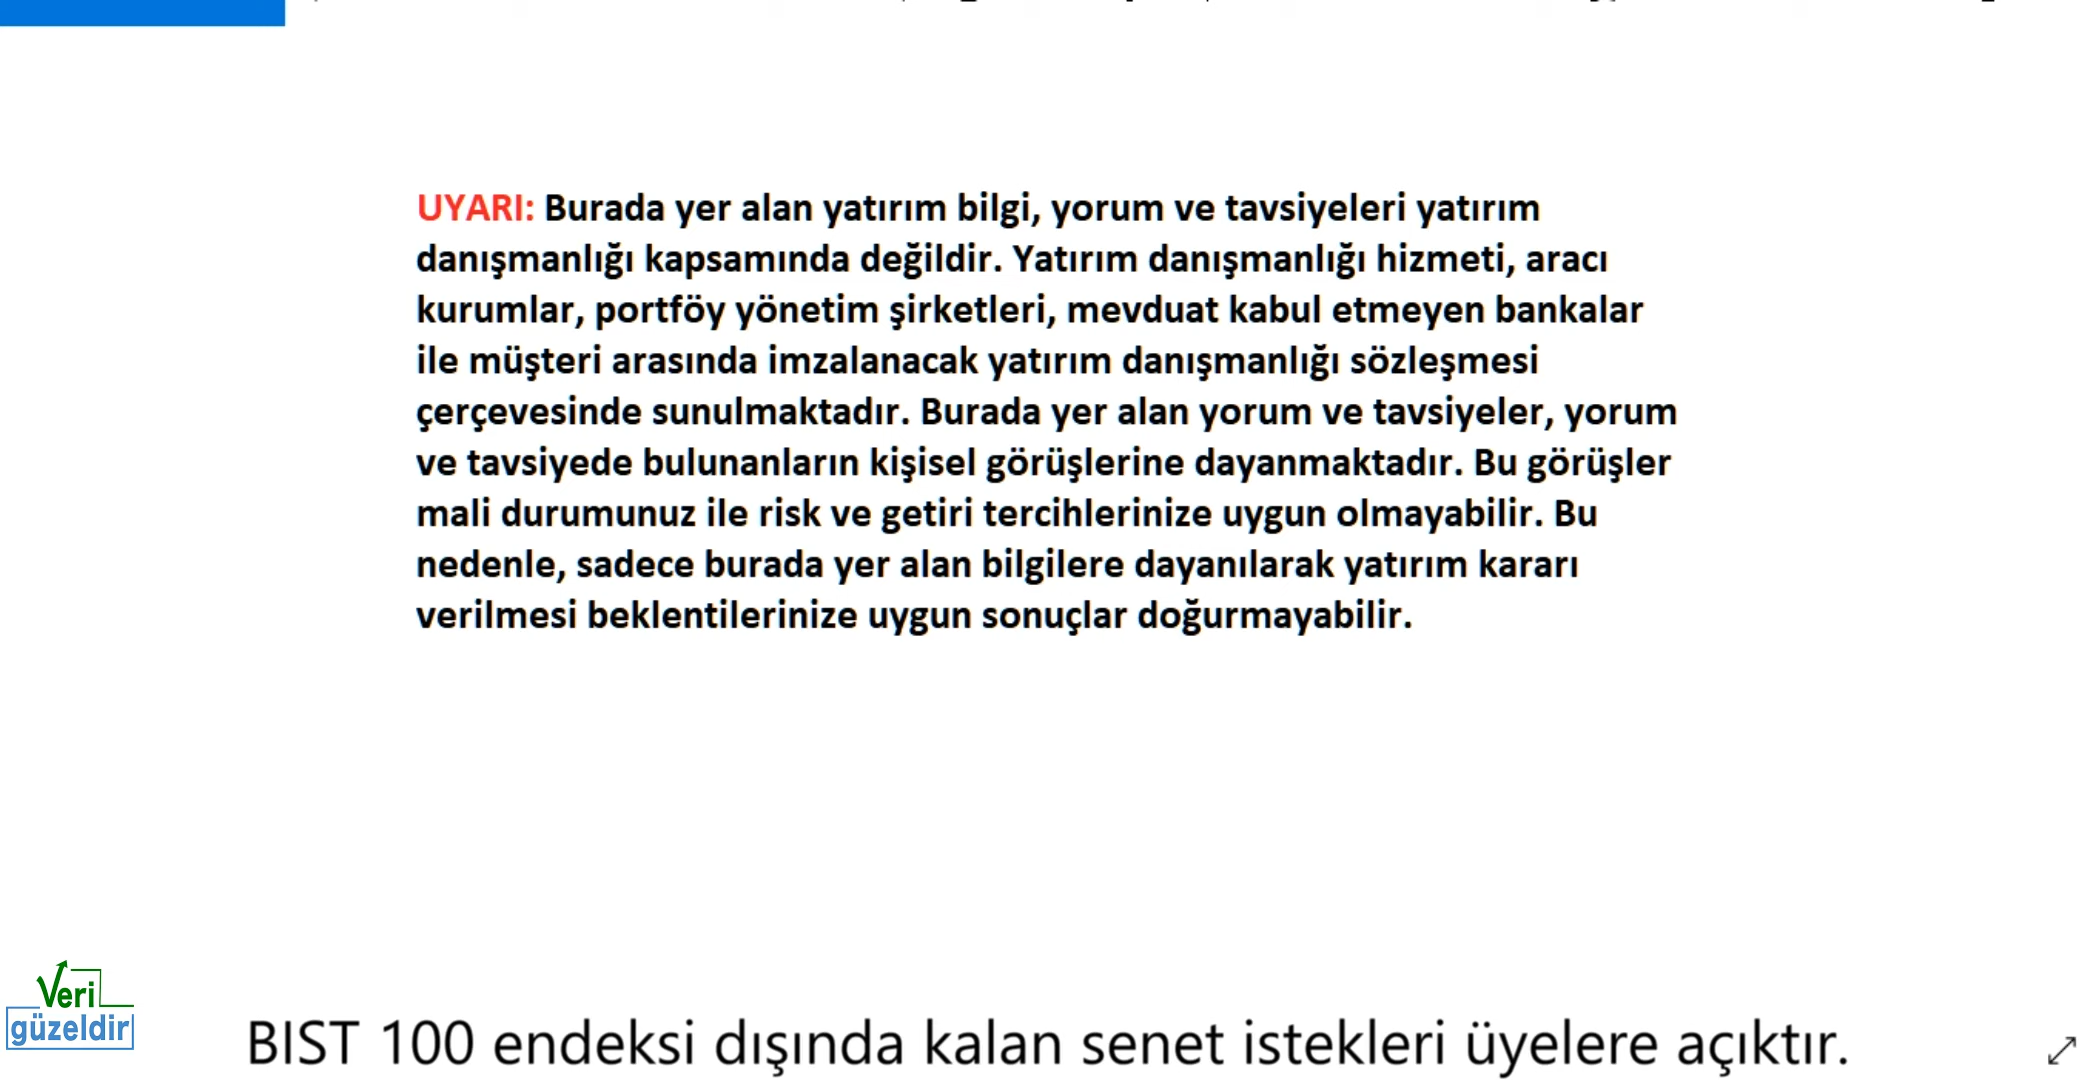 UYARI: Burada yer alan yatırım bilgi, yorum ve tavsiyeleri yatırım
danışmanlığı kapsamında değildir. Yatırım danışmanlığı hizmeti, aracı
kurumlar, portföy yönetim şirketleri, mevduat kabul etmeyen bankalar
ile müşteri arasında imzalanacak yatırım danışmanlığı sözleşmesi
çerçevesinde sunulmaktadır. Burada yer alan yorum ve tavsiyeler, yorum
ve tavsiyede bulunanların kişisel görüşlerine dayanmaktadır. Bu görüşler
mali durumunuz ile risk ve getiri tercihlerinize uygun olmayabilir. Bu
nedenle, sadece burada yer alan bilgilere dayanılarak yatırım kararı
verilmesi beklentilerinize uygun sonuçlar doğurmayabilir.
Veri
güzeldir
BIST 100 endeksi dışında kalan senet istekleri üyelere açıktır.